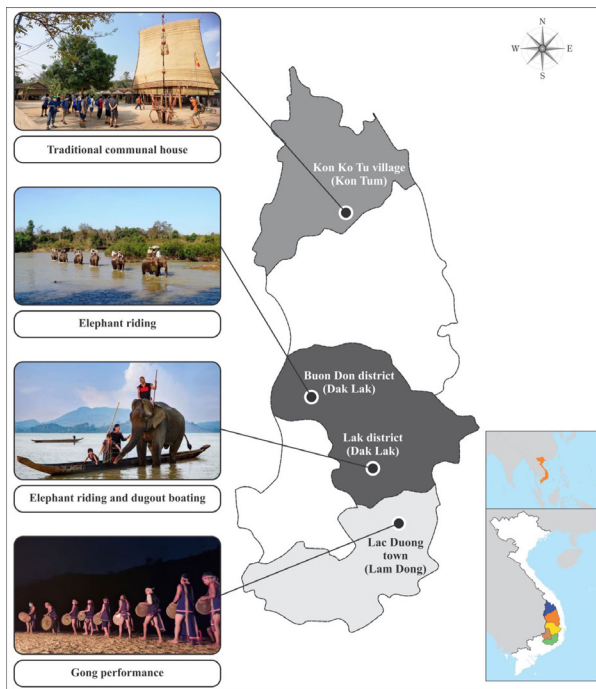 N
W E
S
Traditional communal house
Kon Ko Tu village
(Kon Tum)
Elephant riding
Buon Don district
(Dak Lak)
Lak district
(Dak Lak)
Elephant riding and dugout boating
Lac Duong
town
(Lam Dong)
Gong performance